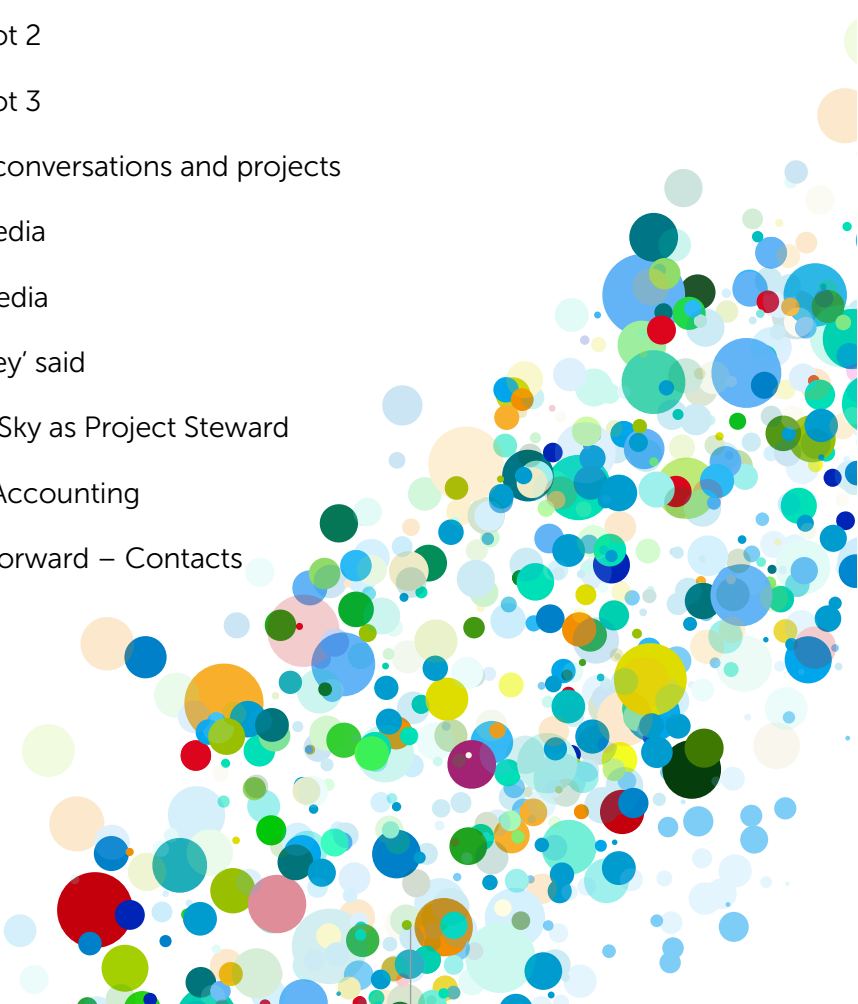 ot 2
ot 3
conversations and projects
edia
edia
ey’ said
Sky as Project Steward
Accounting
orward – Contacts